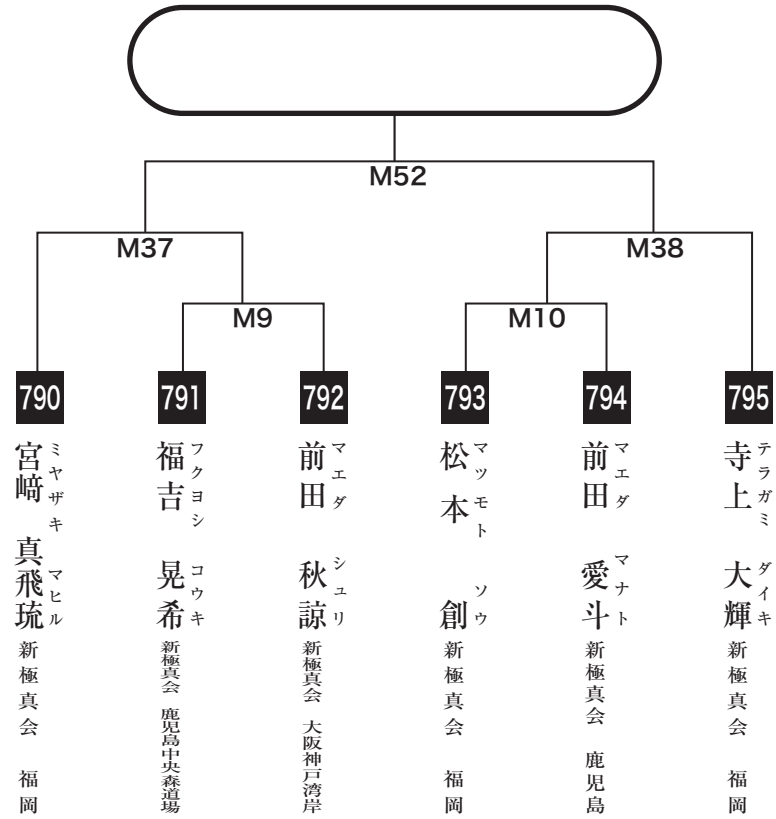 M52
M37
M38
M9
M10
790
791
792
793
794
795
宮﨑 真飛琉
ミヤザキ マヒル
新極真会 福岡
福吉 晃希
フクヨシ コウキ
新極真会 鹿児島中央森道場
前田 秋諒
マエダ シュリ
新極真会 大阪神戸湾岸
松本 創
マツモト ソウ
新極真会 福岡
前田 愛斗
マエダ マナト
新極真会 鹿児島
寺上 大輝
テラガミ ダイキ
新極真会 福岡